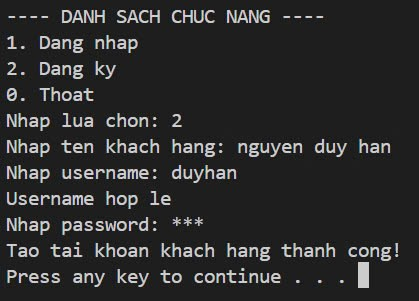 ---- DANH SACH CHUC NANG ----
1. Dang nhap
2. Dang ky
0. Thoat
Nhap lua chon: 2
Nhap ten khach hang: nguyen duy han
Nhap username: duyhan
Username hop le
Nhap password: ***
Tao tai khoan khach hang thanh cong!
Press any key to continue . . .